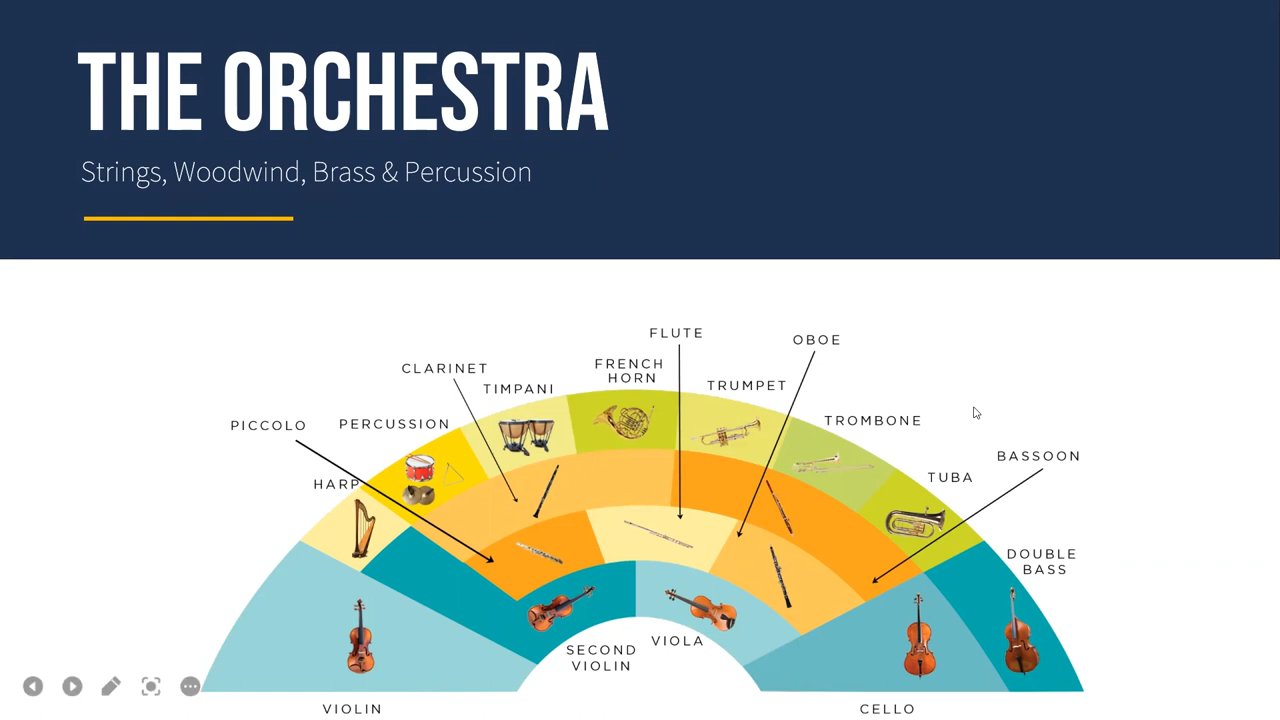 THE ORCHESTRA
Strings, Woodwind, Brass & Percussion
FLUTE
OBOE
FRENCH
HORN
CLARINET
TIMPANI
TRUMPET
PICCOLO
PERCUSSION
TROMBONE
BASSOON
HARP
TUBA
DOUBLE
BASS
SECOND
VIOLIN
VIOLA
VIOLIN
CELLO